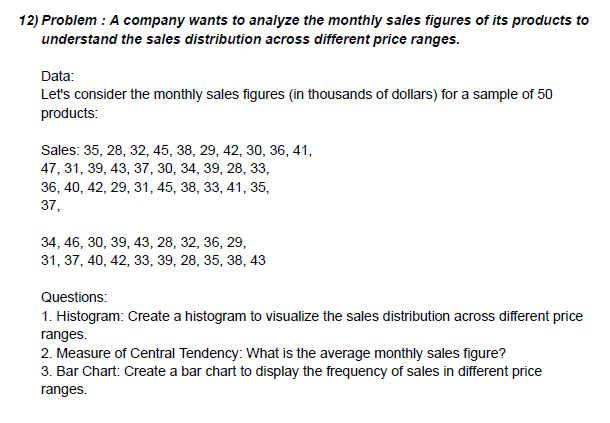 12) Problem : A company wants to analyze the monthly sales figures of its products to
understand the sales distribution across different price ranges.
Data:
Let's consider the monthly sales figures (in thousands of dollars) for a sample of 50
products:
Sales: 35, 28, 32, 45, 38, 29, 42, 30, 36, 41,
47, 31, 39, 43, 37, 30, 34, 39, 28, 33,
36, 40, 42, 29, 31, 45, 38, 33, 41, 35,
37,
34, 46, 30, 39, 43, 28, 32, 36, 29,
31, 37, 40, 42, 33, 39, 28, 35, 38, 43
Questions:
1. Histogram: Create a histogram to visualize the sales distribution across different price
ranges.
2. Measure of Central Tendency: What is the average monthly sales figure?
3. Bar Chart: Create a bar chart to display the frequency of sales in different price
ranges.